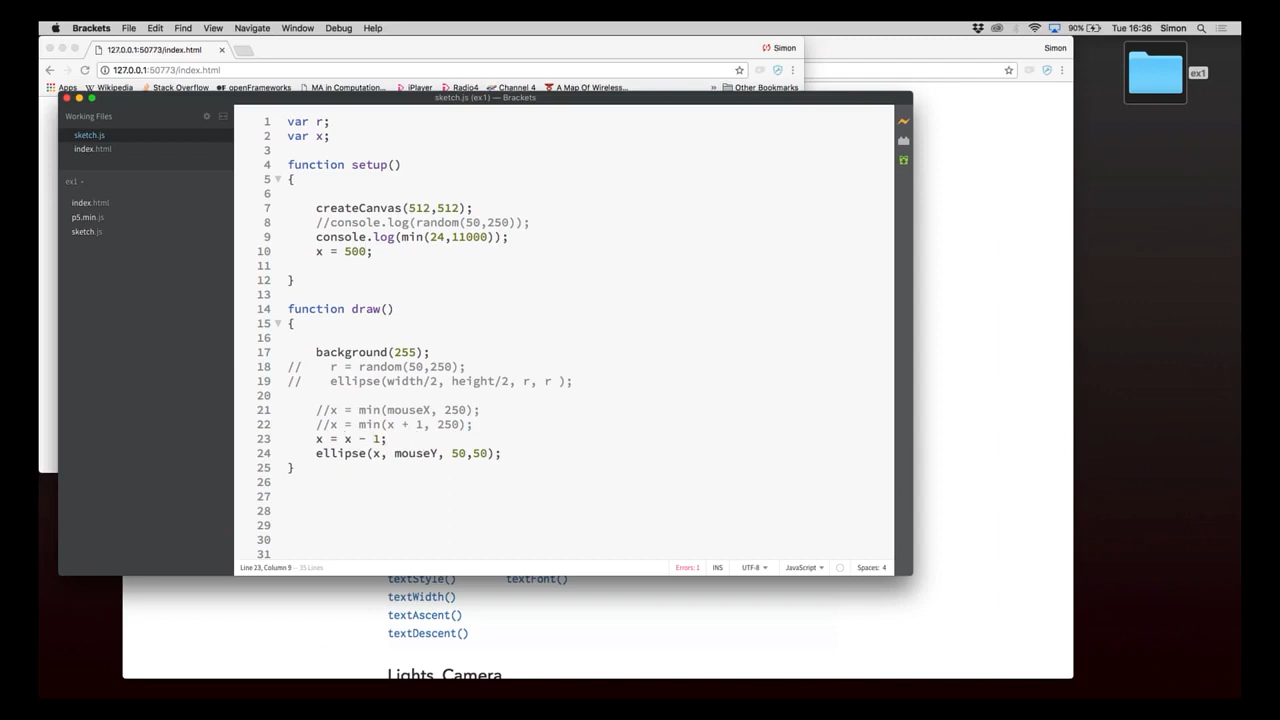 Brackets File Edit Find View Navigate Window Debug Help 90% Tue 16:36 Simon
127.0.0.1:50773/index.html Simon Simon
127.0.0.1:50773/index.html
Apps Wikipedia Stack Overflow openFrameworks MA in Computation... iPlayer Radio4 Channel 4 A Map Of Wireless... » Other Bookmarks
ex1
sketch.js (ex1) — Brackets
Working Files
sketch.js
index.html
ex1
index.html
p5.min.js
sketch.js
1 var r;
2 var x;
3
4 function setup()
5 {
6
7 createCanvas(512,512);
8 //console.log(random(50,250));
9 console.log(min(24,11000));
10 x = 500;
11
12 }
13
14 function draw()
15 {
16
17 background(255);
18 // r = random(50,250);
19 // ellipse(width/2, height/2, r, r );
20
21 //x = min(mouseX, 250);
22 //x = min(x + 1, 250);
23 x = x - 1;
24 ellipse(x, mouseY, 50,50);
25 }
26
27
28
29
30
31
Line 23, Column 9 — 35 Lines Errors: 1 INS UTF-8 JavaScript Spaces: 4
textStyle() textFont()
textWidth()
textAscent()
textDescent()
Lights, Camera